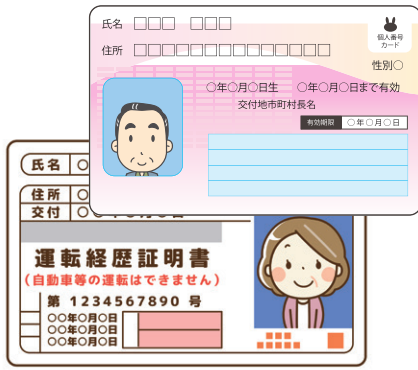 氏名 □□□ □□□
個人番号
カード
住所 □□□□□□□□□□□□□
性別○
○年○月○日生 ○年○月○日まで有効
交付地市町村長名
有効期限 ○年○月○日
氏名 ○
住所 ○
交付 ○○年○月○日
運転経歴証明書
(自動車等の運転はできません)
第 1234567890 号
○○年○月○日
○○年○月○日
○○年○月○日